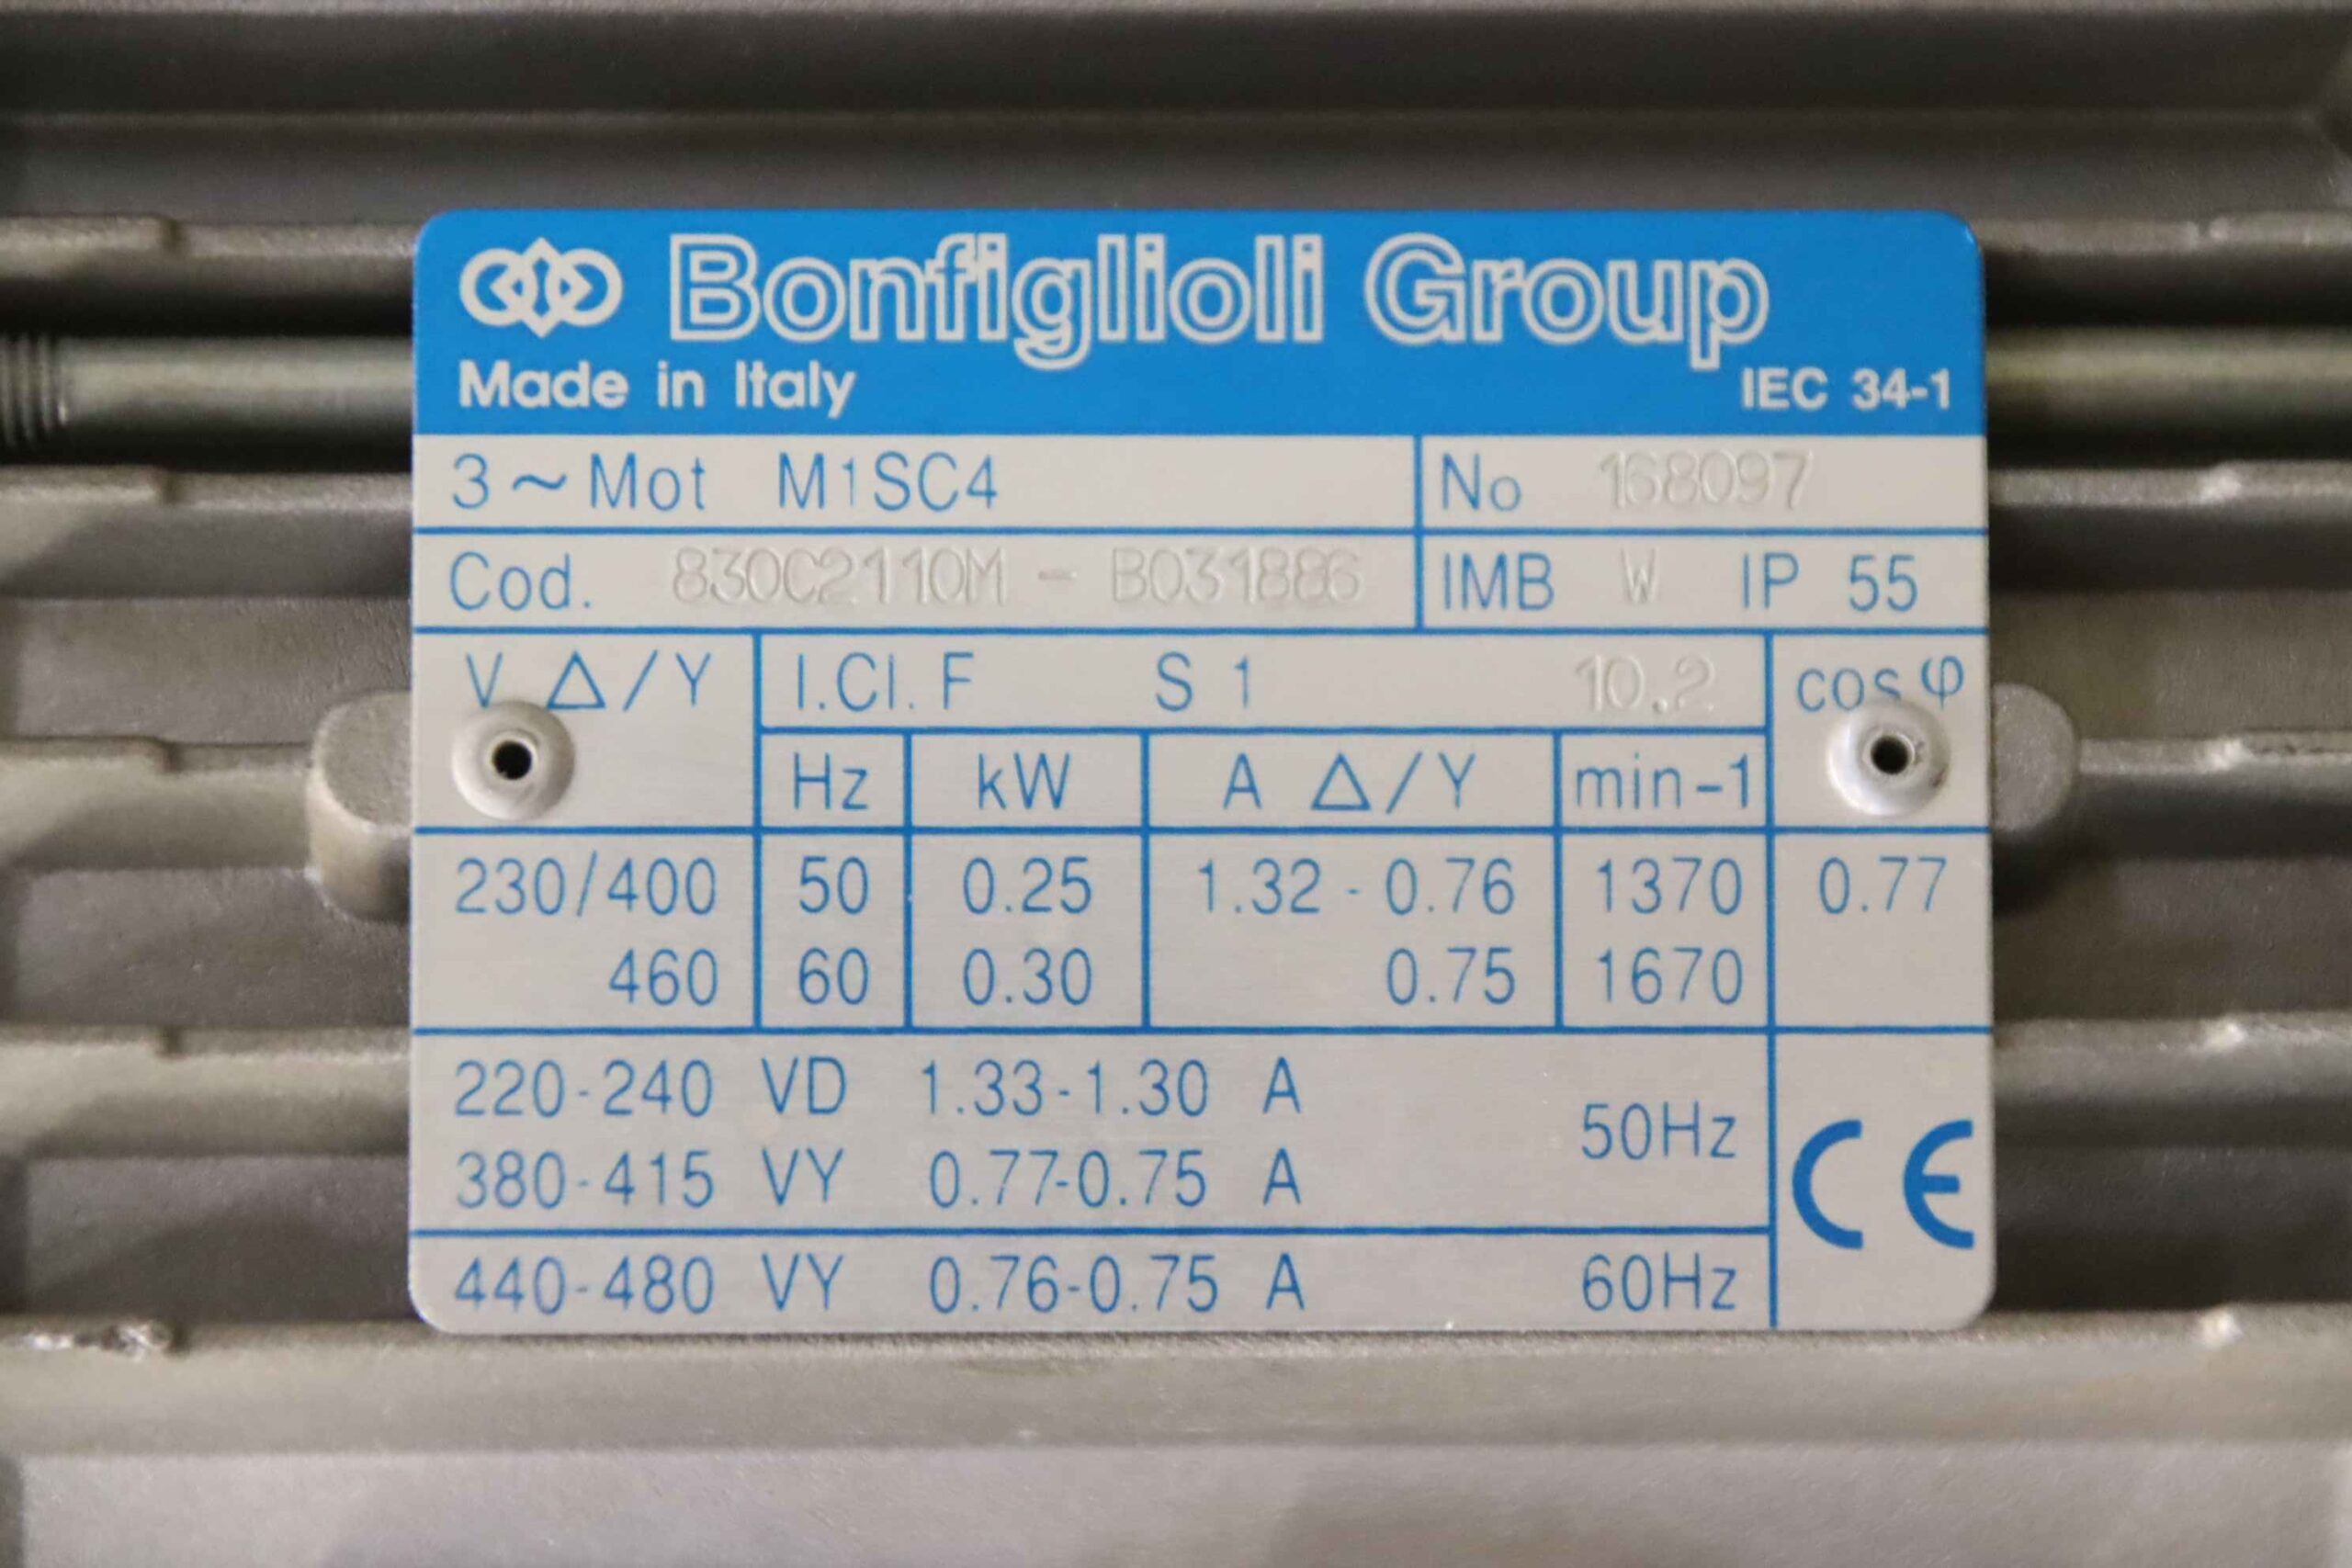 Bonfiglioli Group
Made in Italy
IEC 34-1
3 ~ Mot M1SC4
No 168097
Cod. 830C2110M - B031886
IMB W IP 55
V Δ/Y
I.Cl. F S 1 10.2
cos φ
Hz kW A Δ/Y min-1
230/400 50 0.25 1.32 - 0.76 1370 0.77
460 60 0.30 0.75 1670
220-240 VD 1.33-1.30 A
50Hz
380-415 VY 0.77-0.75 A
440-480 VY 0.76-0.75 A 60Hz
CE